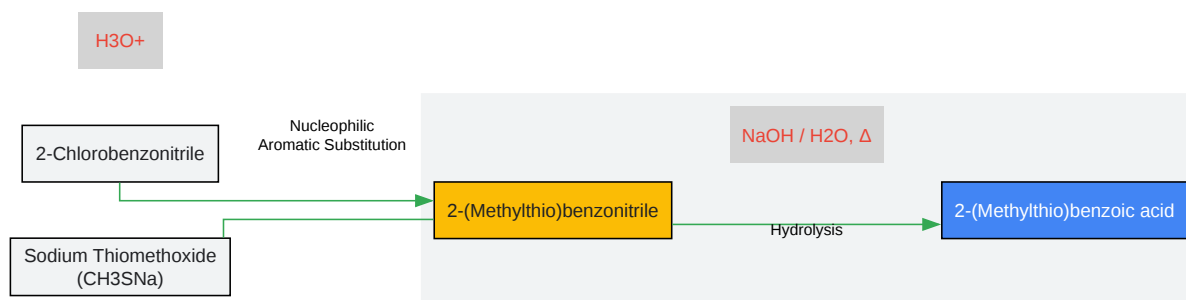 H3O+
Nucleophilic
Aromatic Substitution
NaOH / H2O, Δ
2-Chlorobenzonitrile
2-(Methylthio)benzonitrile
2-(Methylthio)benzoic acid
Hydrolysis
Sodium Thiomethoxide
(CH3SNa)